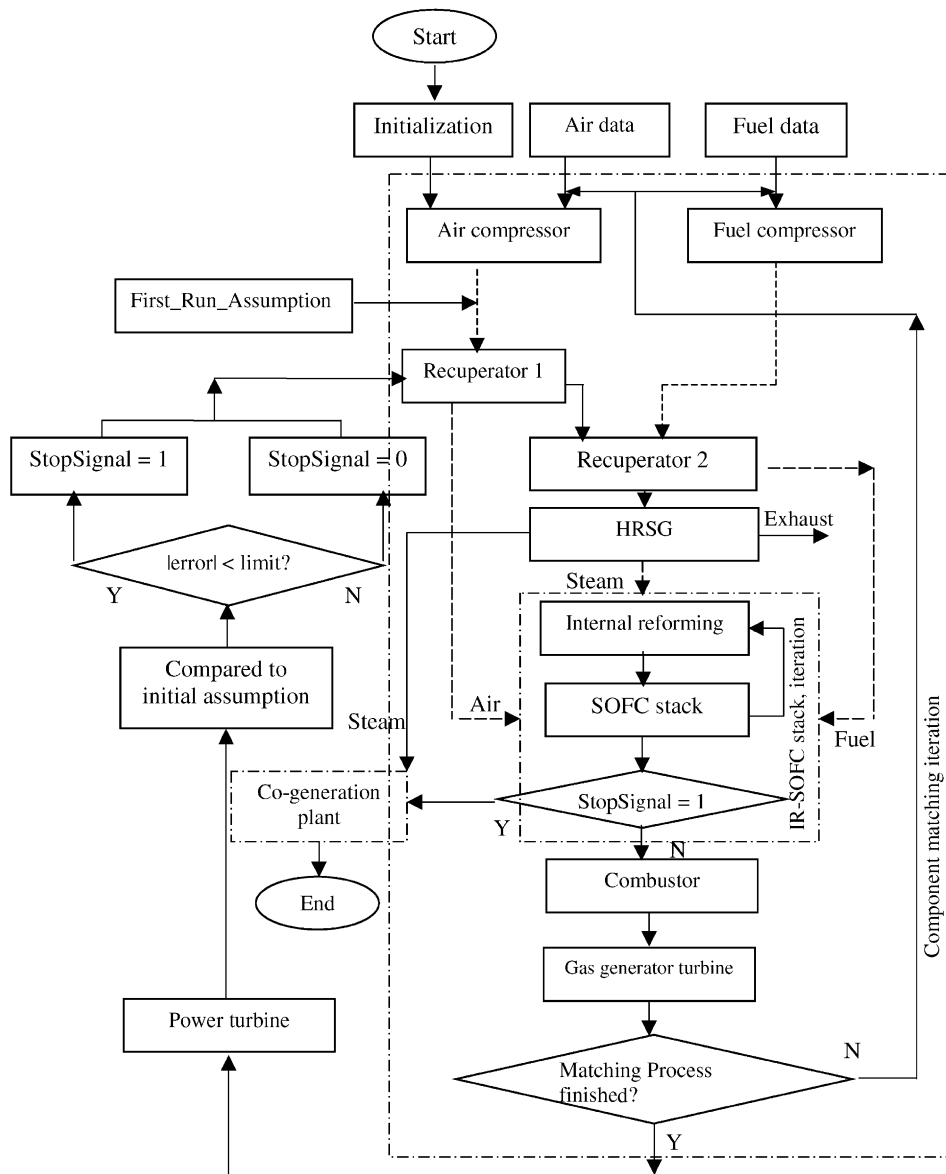 Start
Initialization
Air data
Fuel data
Air compressor
Fuel compressor
First_Run_Assumption
Recuperator 1
StopSignal = 1
StopSignal = 0
Recuperator 2
HRSG
Exhaust
|error| < limit?
Y
N
Steam
Internal reforming
Compared to
initial assumption
SOFC stack
Air
Steam
Fuel
IR-SOFC stack, iteration
Component matching iteration
Co-generation
plant
StopSignal = 1
Y
N
Combustor
End
Gas generator turbine
Power turbine
Matching Process
finished?
N
Y